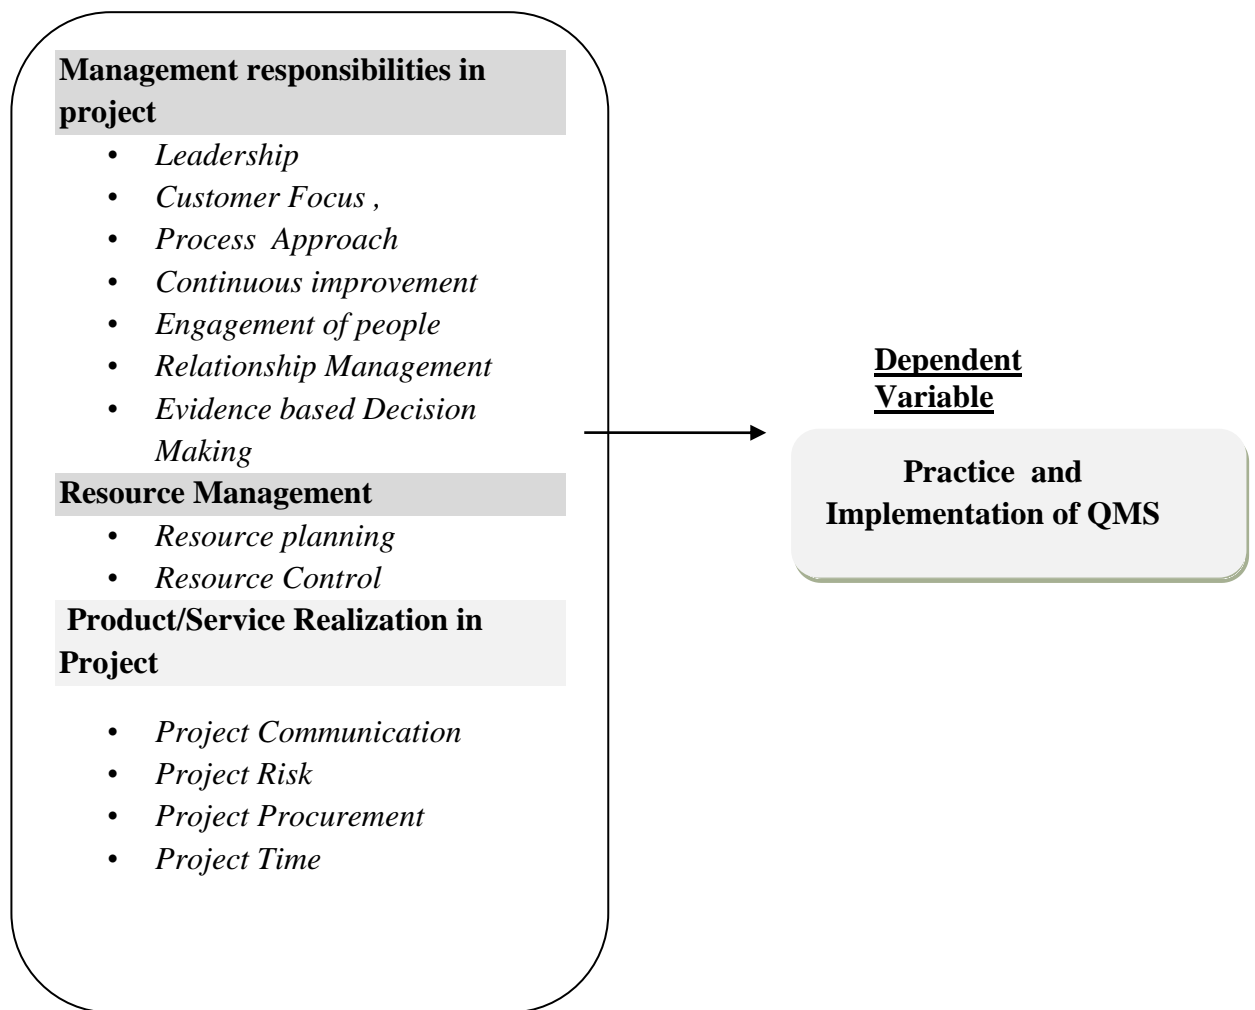 Management responsibilities in
project
• Leadership
• Customer Focus ,
• Process  Approach
• Continuous improvement
• Engagement of people
• Relationship Management
• Evidence based Decision
Making
Resource Management
• Resource planning
• Resource Control
Product/Service Realization in
Project
• Project Communication
• Project Risk
• Project Procurement
• Project Time
Dependent
Variable
Practice  and
Implementation of QMS